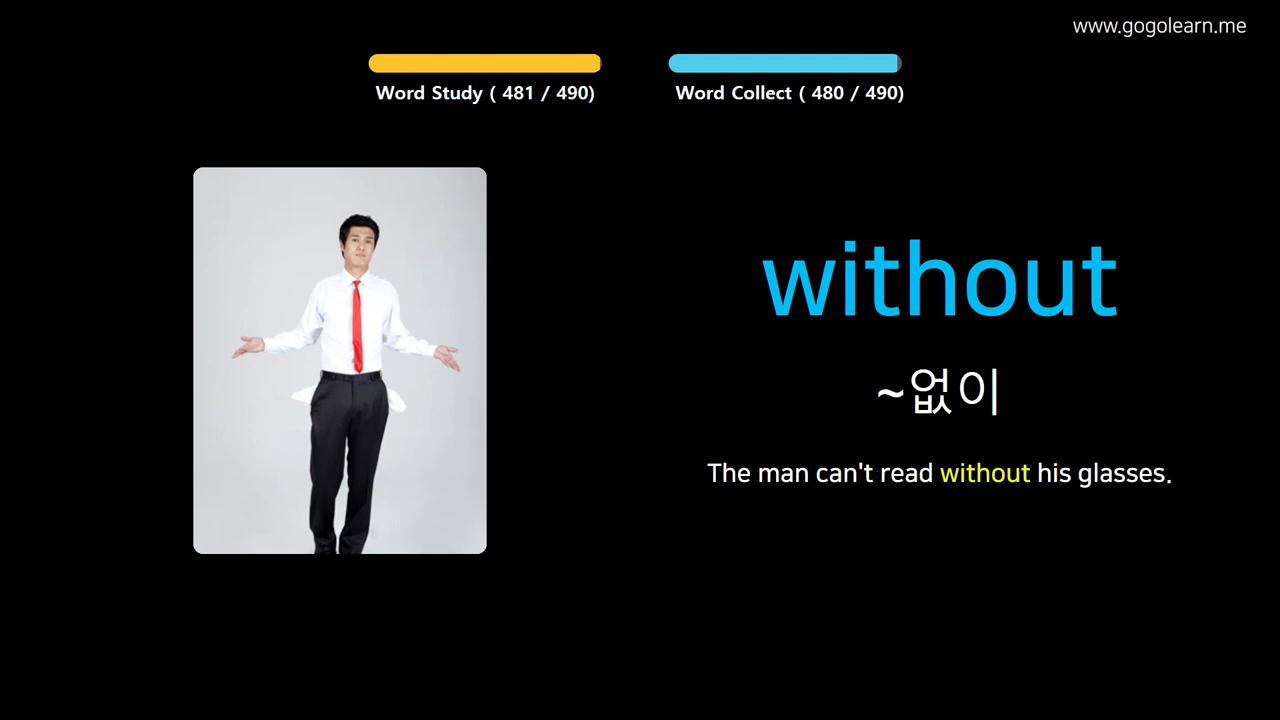 www.gogolearn.me
Word Study ( 481 / 490)
Word Collect ( 480 / 490)
without
~없이
The man can't read without his glasses.